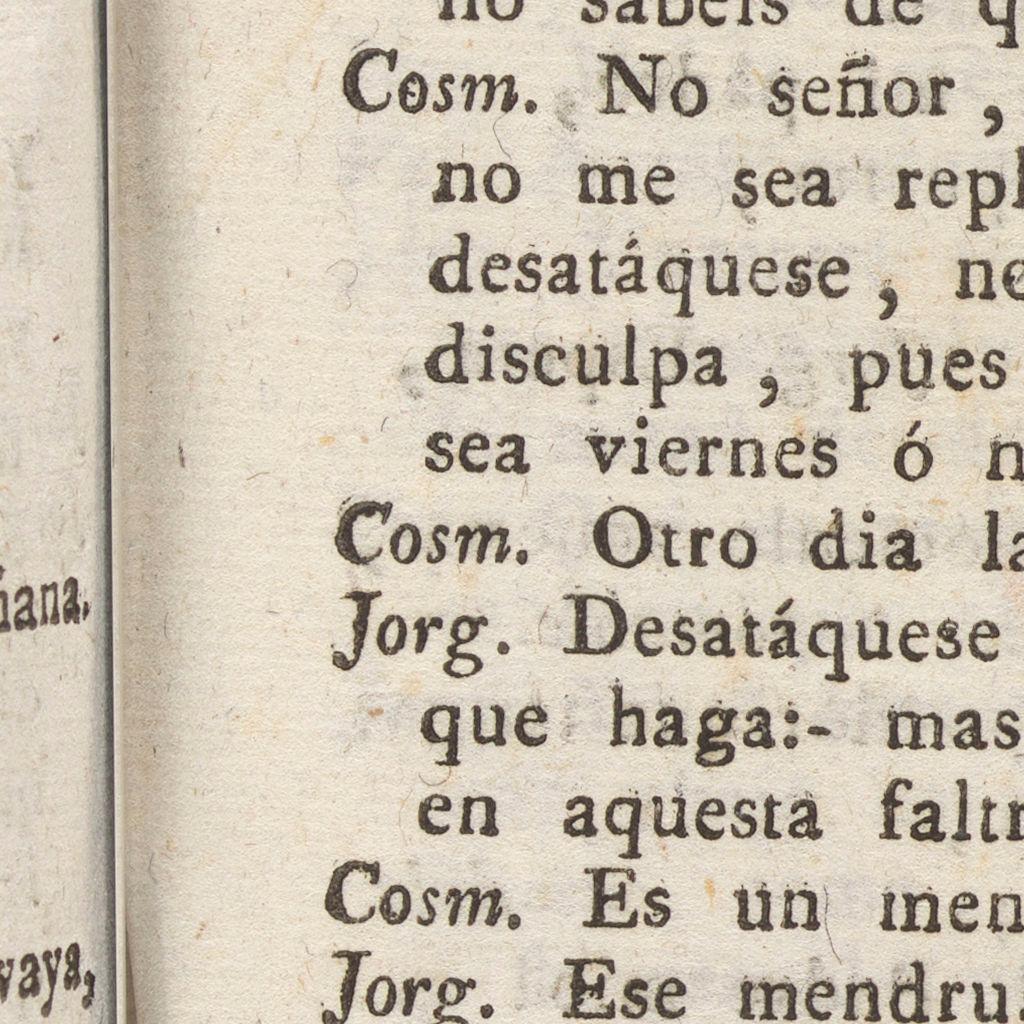 ñana.
vaya,
no sabeis de q
Cosm. No señor,
no me sea repl
desatáquese, ne
disculpa, pues
sea viernes ó n
Cosm. Otro dia la
Jorg. Desatáquese
que haga:- mas
en aquesta faltr
Cosm. Es un men
Jorg. Ese mendru